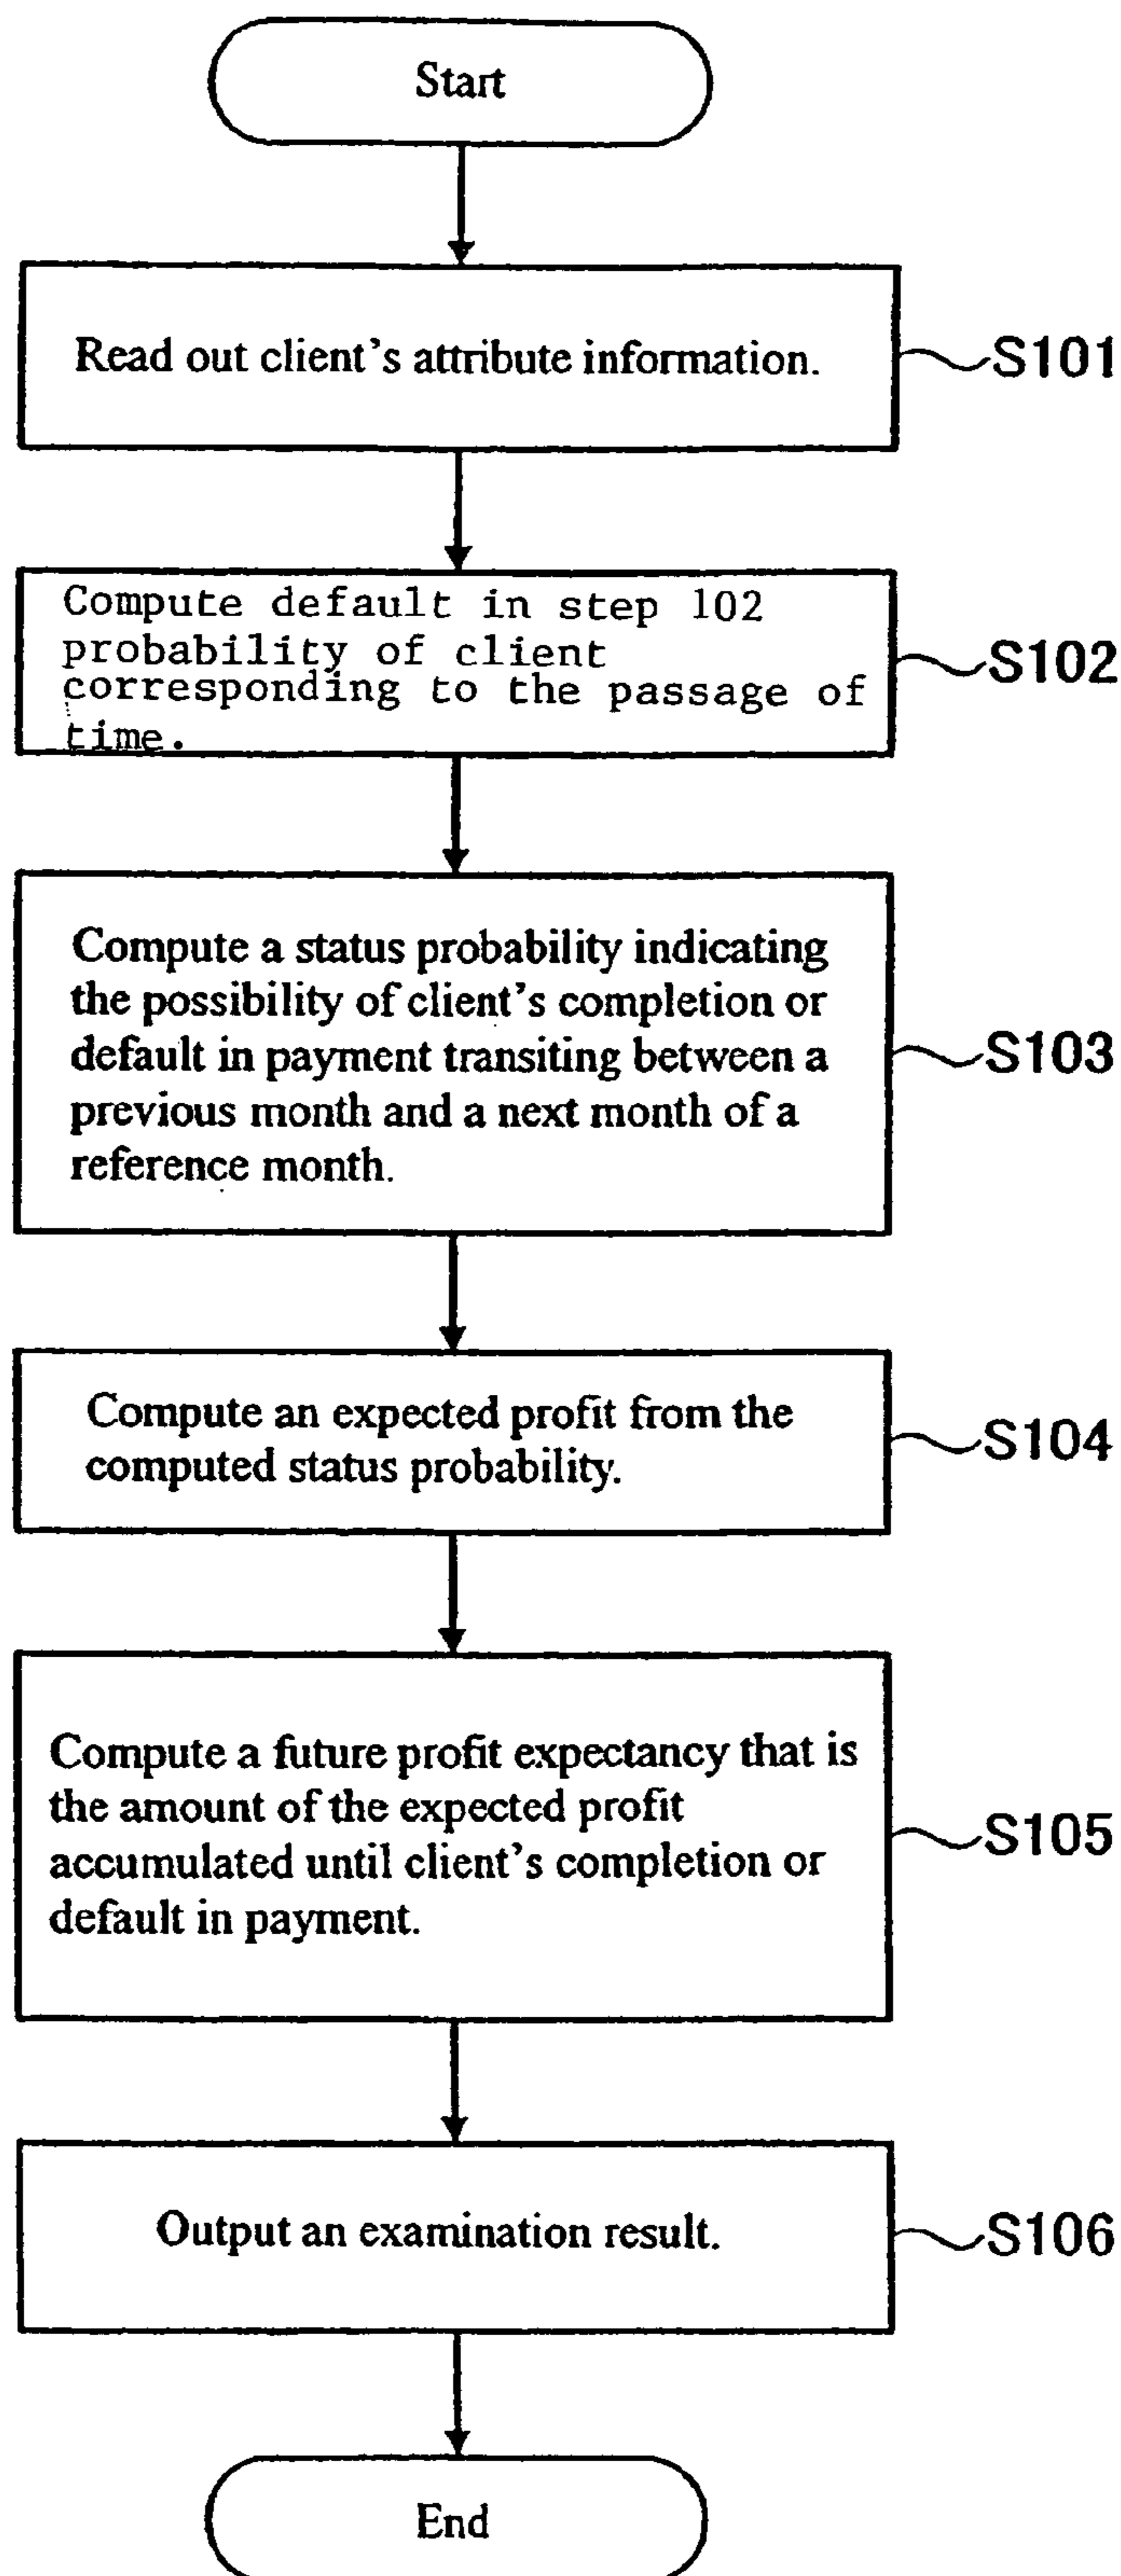 Start
Read out client's attribute information.
S101
Compute default in step 102
probability of client
corresponding to the passage of
time.
S102
Compute a status probability indicating
the possibility of client's completion or
default in payment transiting between a
previous month and a next month of a
reference month.
S103
Compute an expected profit from the
computed status probability.
S104
Compute a future profit expectancy that is
the amount of the expected profit
accumulated until client's completion or
default in payment.
S105
Output an examination result.
S106
End